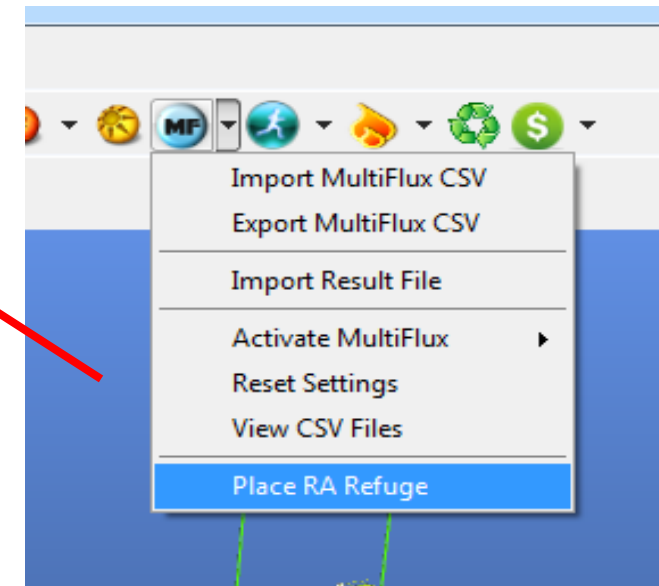 MF
$
Import MultiFlux CSV
Export MultiFlux CSV
Import Result File
Activate MultiFlux
Reset Settings
View CSV Files
Place RA Refuge